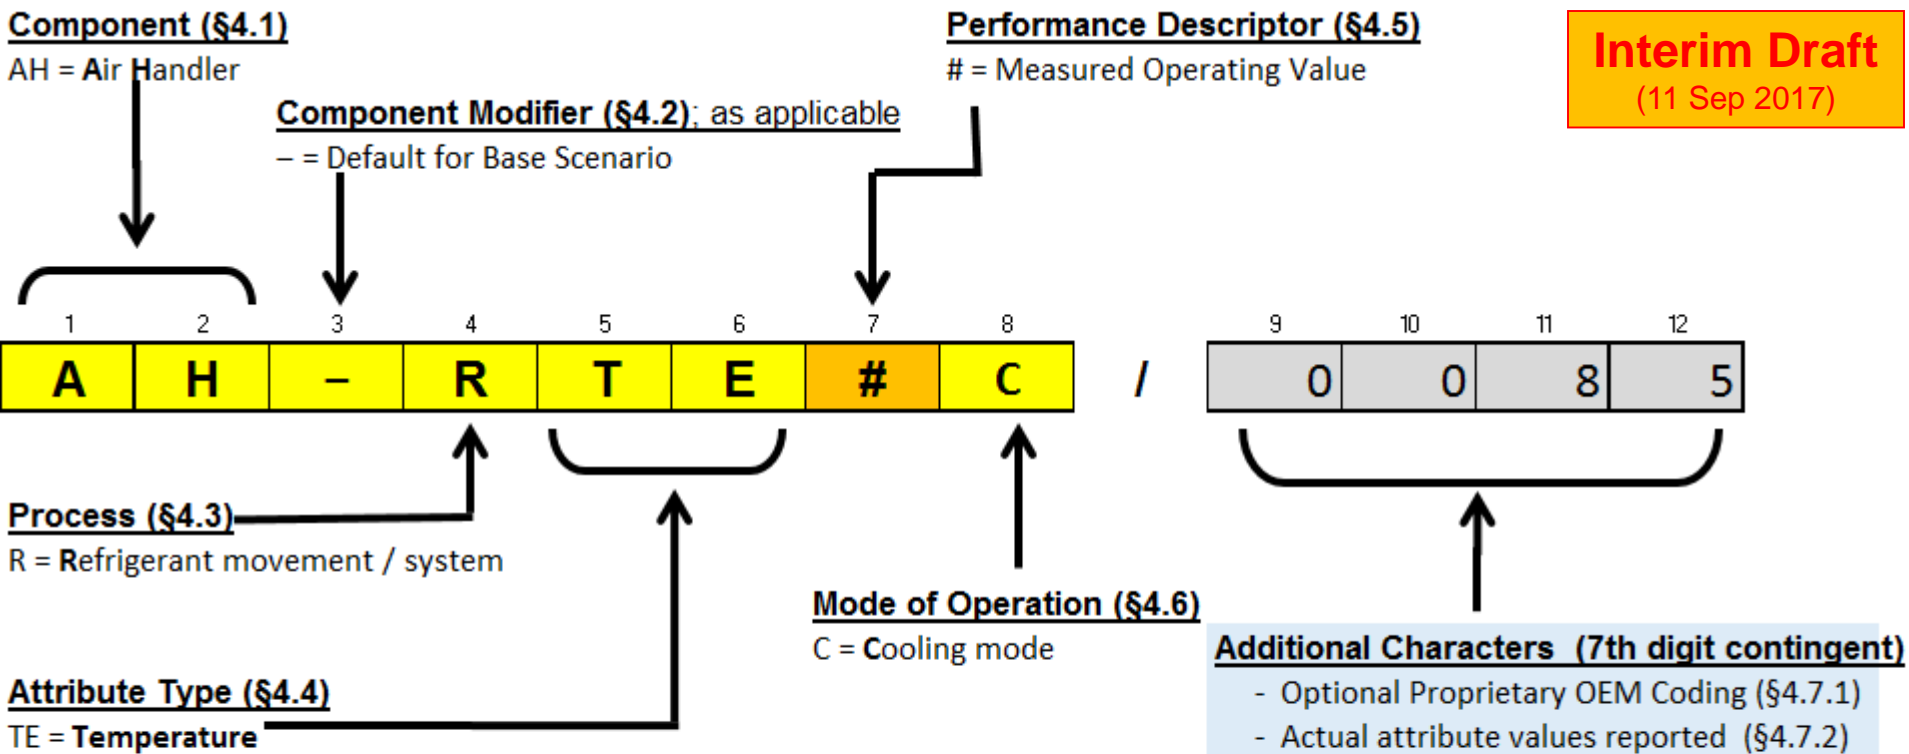 Component (§4.1)
AH = Air Handler
Performance Descriptor (§4.5)
# = Measured Operating Value
Interim Draft
(11 Sep 2017)
Component Modifier (§4.2); as applicable
– = Default for Base Scenario
1 2 3 4 5 6 7 8 9 10 11 12
A H – R T E # C / 0 0 8 5
Process (§4.3)
R = Refrigerant movement / system
Mode of Operation (§4.6)
C = Cooling mode
Attribute Type (§4.4)
TE = Temperature
Additional Characters (7th digit contingent)
- Optional Proprietary OEM Coding (§4.7.1)
- Actual attribute values reported (§4.7.2)